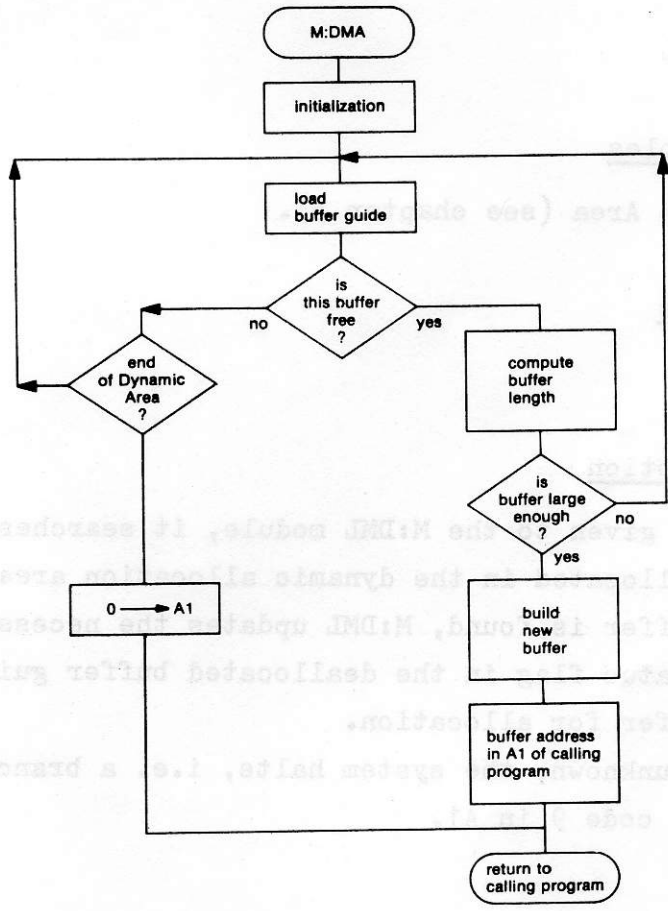 M:DMA
initialization
load
buffer guide
is
this buffer
free
?
no
yes
end
of Dynamic
Area
?
compute
buffer
length
is
buffer large
enough
?
no
yes
0 → A1
build
new
buffer
buffer address
in A1 of calling
program
return to
calling program
Area (see chapter
given to the M:DML module, it searches
in the dynamic allocation area
is found, M:DML updates the
flag in the deallocated buffer
for allocation.
the system halts, i.e. a
code 9 in A1.